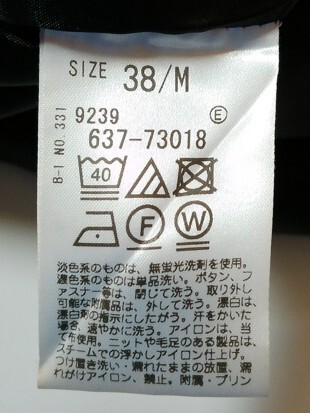 SIZE 38/M
B-I NO.331
9239 E
637-73018
40
F W
淡色系のものは、無蛍光洗剤を使用。
濃色系のものは単品洗い。ボタン、フ
ァスナー等は、閉じて洗う。取り外し
可能な附属品は、外して洗う。漂白は、
漂白剤の指示にしたがう。汗をかいた
場合、速やかに洗う。アイロンは、当
て布使用。ニットや毛足のある製品は、
スチームでの浮かしアイロン仕上げ。
つけ置き洗い・濡れたままの放置、濡
れがけアイロン、禁止。附属・プリン